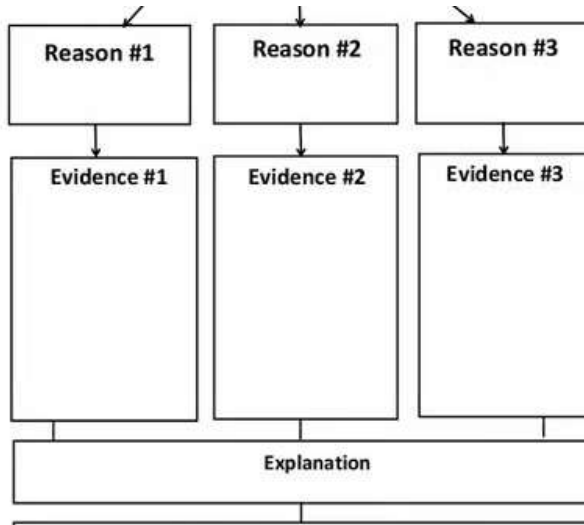 Reason #1
Reason #2
Reason #3
Evidence #1
Evidence #2
Evidence #3
Explanation